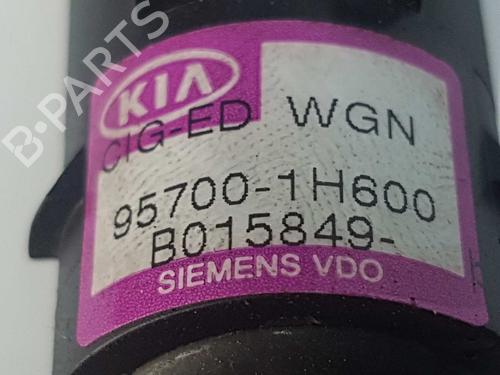 B·PARTS
KIA
CIG-ED WGN
95700-1H600
B015849-
SIEMENS VDO